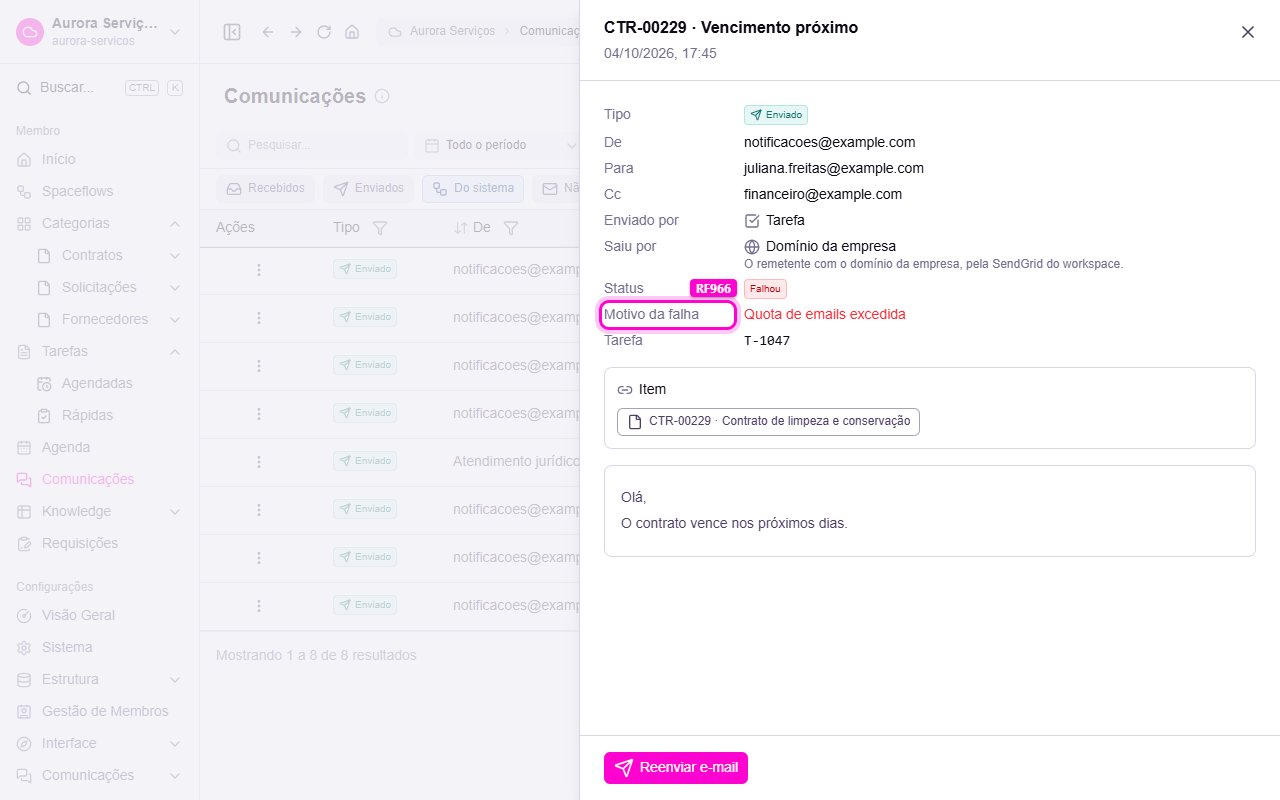 Aurora Serviç...
aurora-servicos
Buscar...
CTRL K
Membro
Início
Spaceflows
Categorias
Contratos
Solicitações
Fornecedores
Tarefas
Agendadas
Rápidas
Agenda
Comunicações
Knowledge
Requisições
Configurações
Visão Geral
Sistema
Estrutura
Gestão de Membros
Interface
Comunicações
Aurora Serviços
Comunicaç
Comunicações
Pesquisar...
Todo o período
Recebidos
Enviados
Do sistema
Nã
Ações
Tipo
De
Enviado notificacoes@examp
Enviado notificacoes@examp
Enviado notificacoes@examp
Enviado notificacoes@examp
Enviado Atendimento jurídico
Enviado notificacoes@examp
Enviado notificacoes@examp
Enviado notificacoes@examp
Mostrando 1 a 8 de 8 resultados
CTR-00229 · Vencimento próximo
04/10/2026, 17:45
Tipo Enviado
De notificacoes@example.com
Para juliana.freitas@example.com
Cc financeiro@example.com
Enviado por Tarefa
Saiu por Domínio da empresa
O remetente com o domínio da empresa, pela SendGrid do workspace.
Status RF966 Falhou
Motivo da falha Quota de emails excedida
Tarefa T-1047
Item
CTR-00229 · Contrato de limpeza e conservação
Olá,
O contrato vence nos próximos dias.
Reenviar e-mail